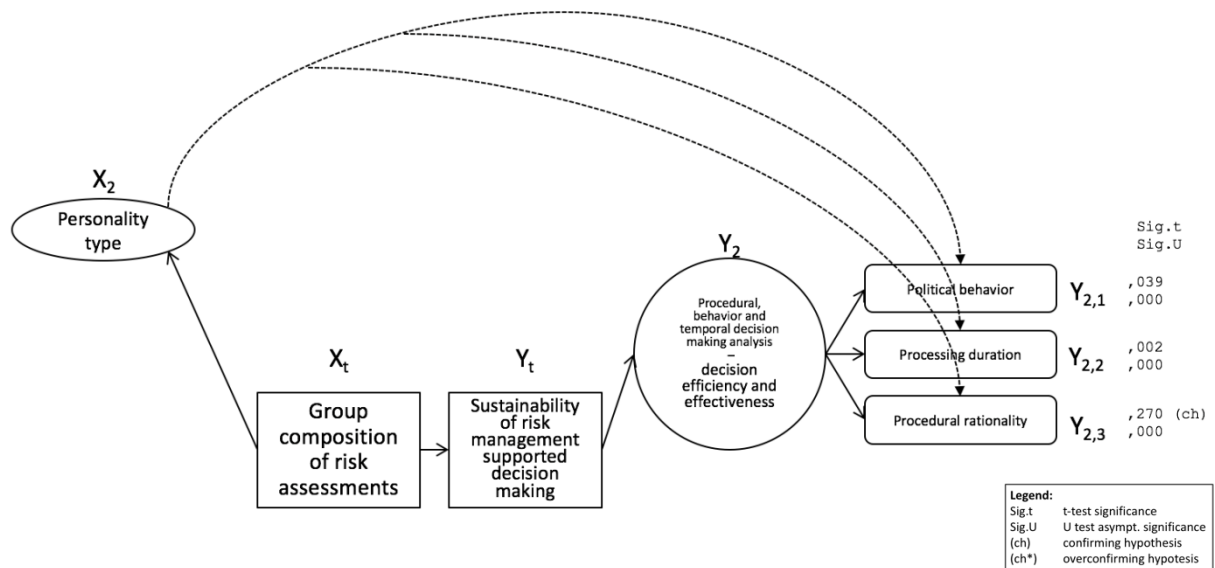 X2
Personality
type
Sig.t
Sig.U
Y2
Procedural,
behavior and
temporal decision
making analysis
–
decision
efficiency and
effectiveness
Political behavior
Y2,1
,039
,000
Processing duration
Y2,2
,002
,000
Procedural rationality
Y2,3
,270 (ch)
,000
Xt
Group
composition
of risk
assessments
Yt
Sustainability
of risk
management
supported
decision
making
Legend:
Sig.t t-test significance
Sig.U U test asympt. significance
(ch) confirming hypothesis
(ch*) overconfirming hypotesis